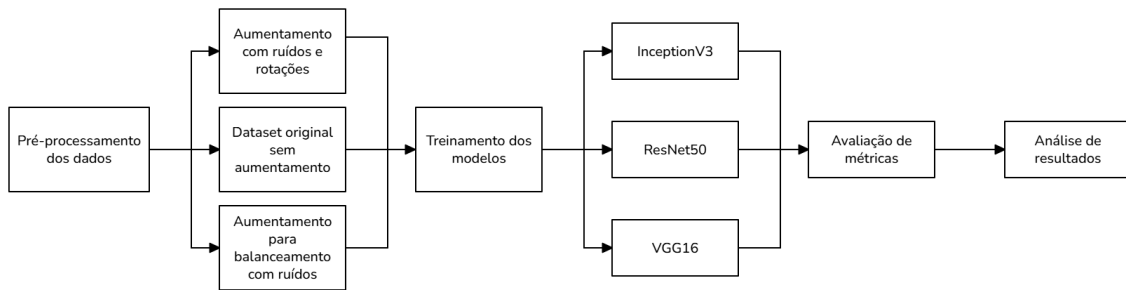 Pré-processamento
dos dados
Aumentamento
com ruídos e
rotações
Dataset original
sem
aumentamento
Aumentamento
para
balanceamento
com ruídos
Treinamento dos
modelos
InceptionV3
ResNet50
VGG16
Avaliação de
métricas
Análise de
resultados